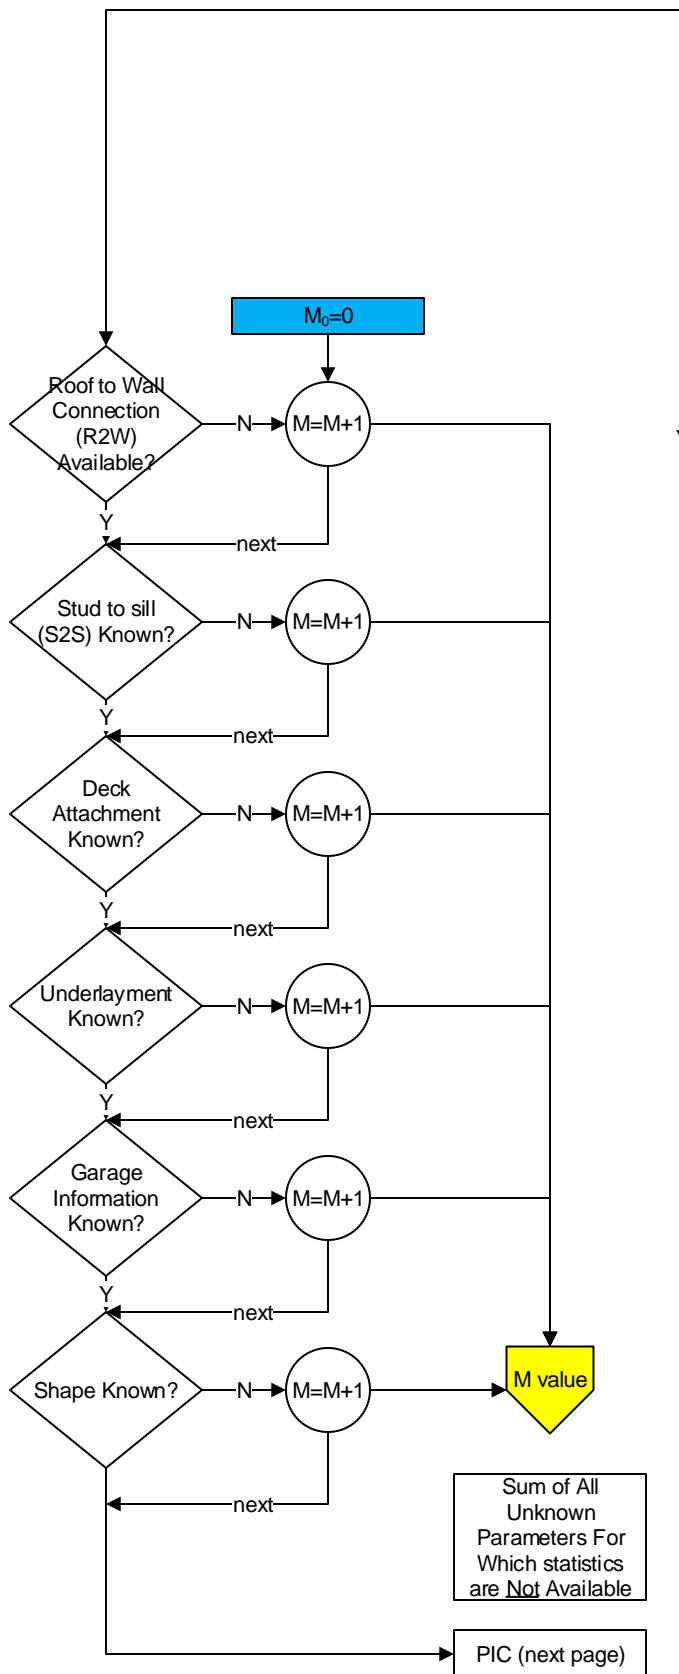 M₀=0
Roof to Wall
Connection
(R2W)
Available?
N
M=M+1
Y
next
Stud to sill
(S2S) Known?
N
M=M+1
Y
next
Deck
Attachment
Known?
N
M=M+1
Y
next
Underlayment
Known?
N
M=M+1
Y
next
Garage
Information
Known?
N
M=M+1
Y
next
Shape Known?
N
M=M+1
M value
next
Sum of All
Unknown
Parameters For
Which statistics
are Not Available
PIC (next page)